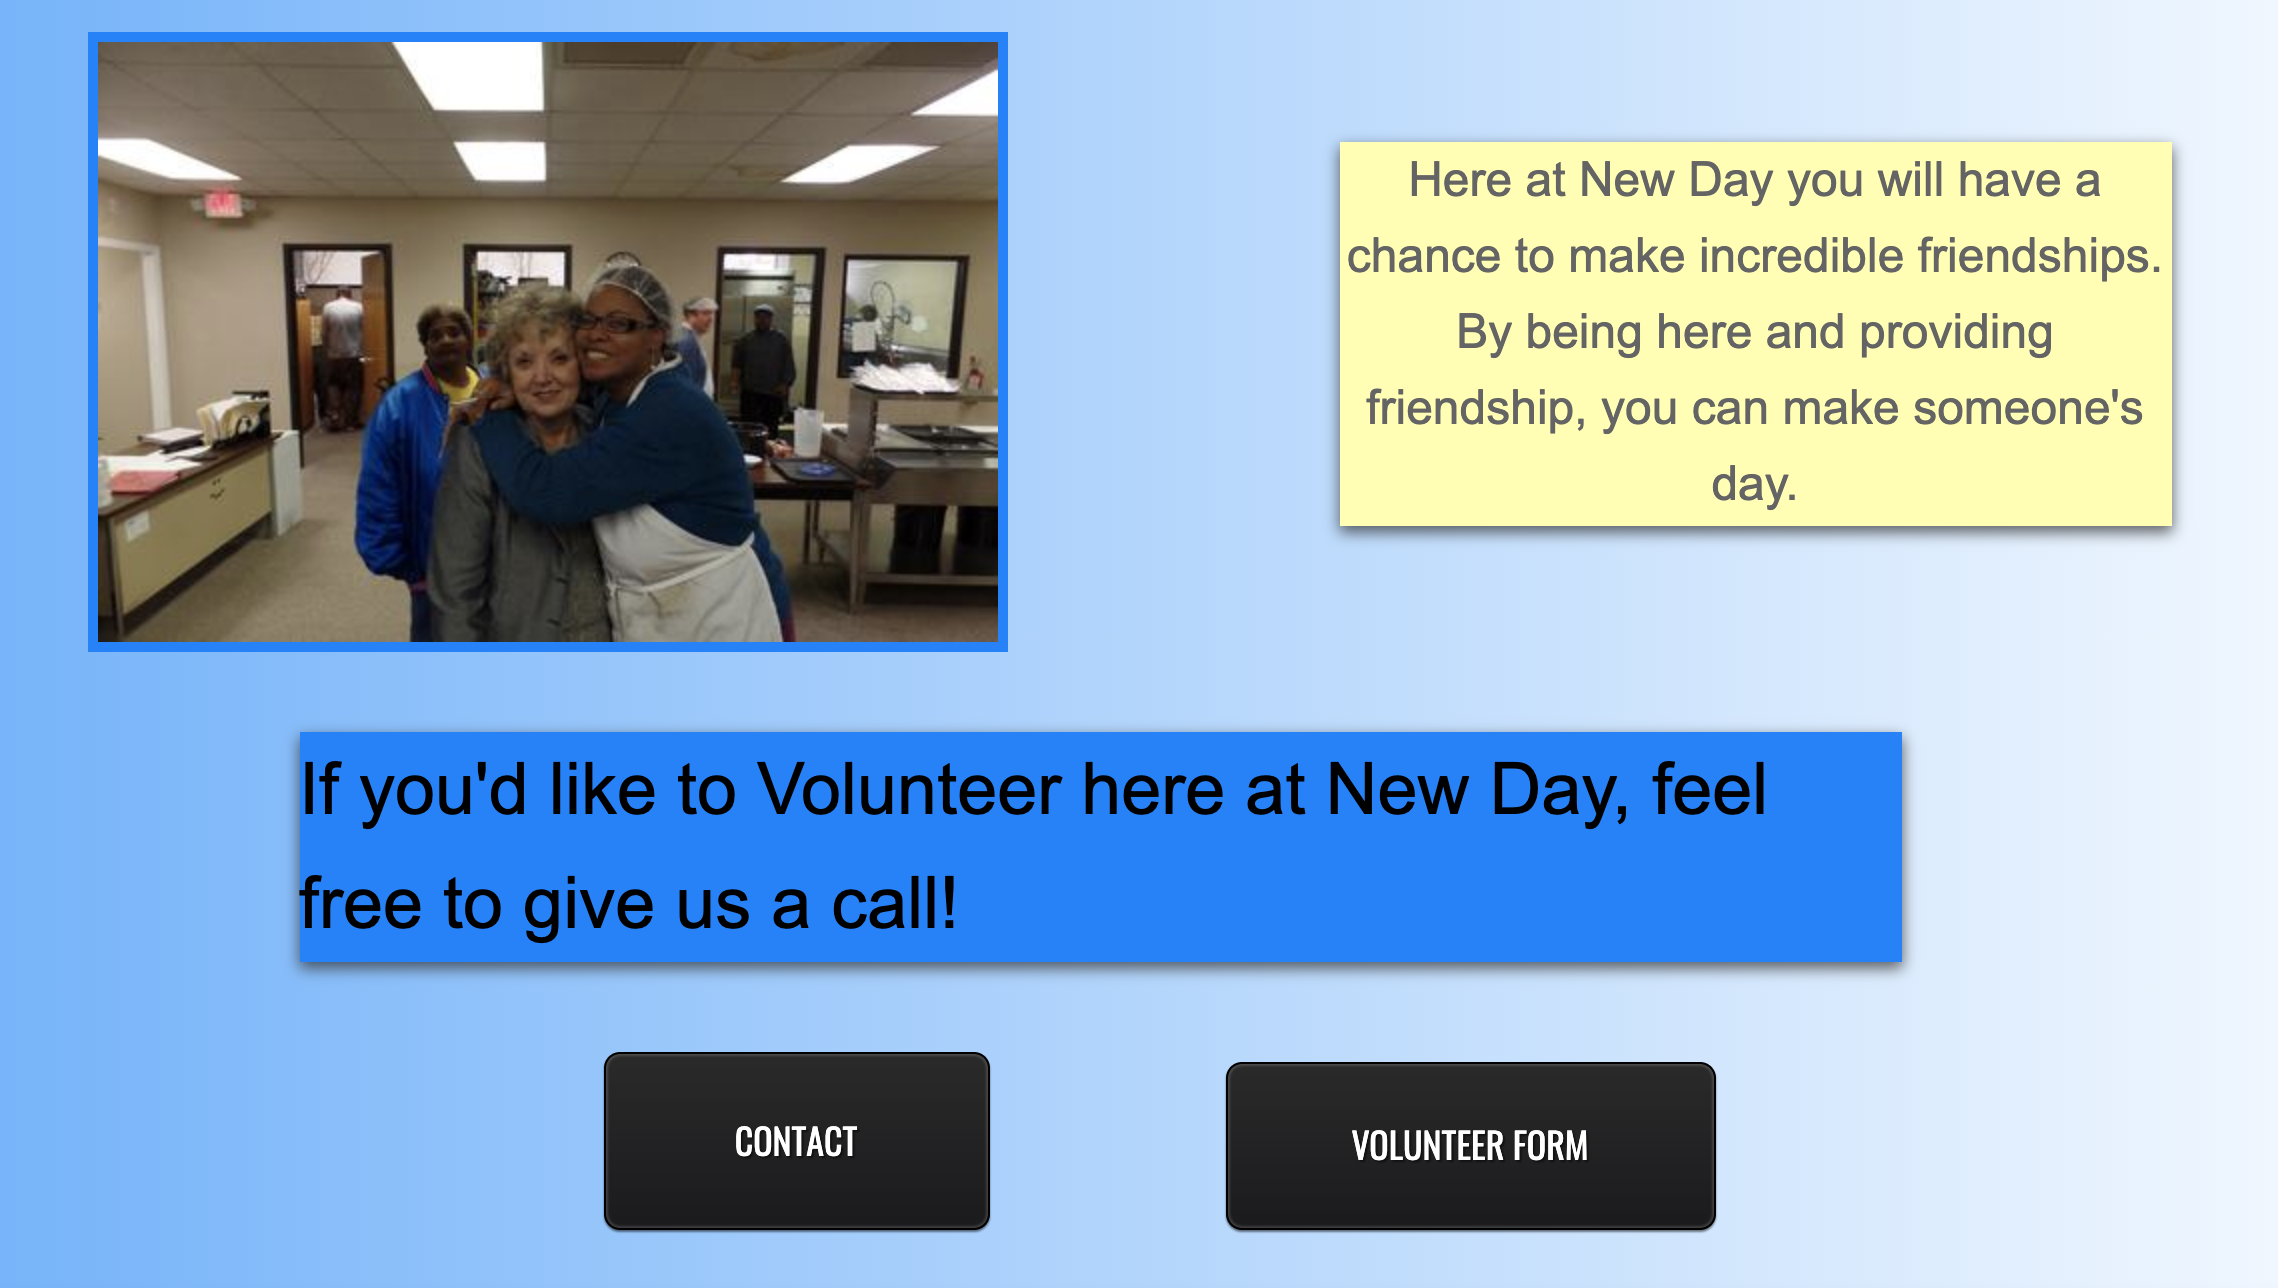 Here at New Day you will have a
chance to make incredible friendships.
By being here and providing
friendship, you can make someone's
day.
If you'd like to Volunteer here at New Day, feel
free to give us a call!
CONTACT
VOLUNTEER FORM